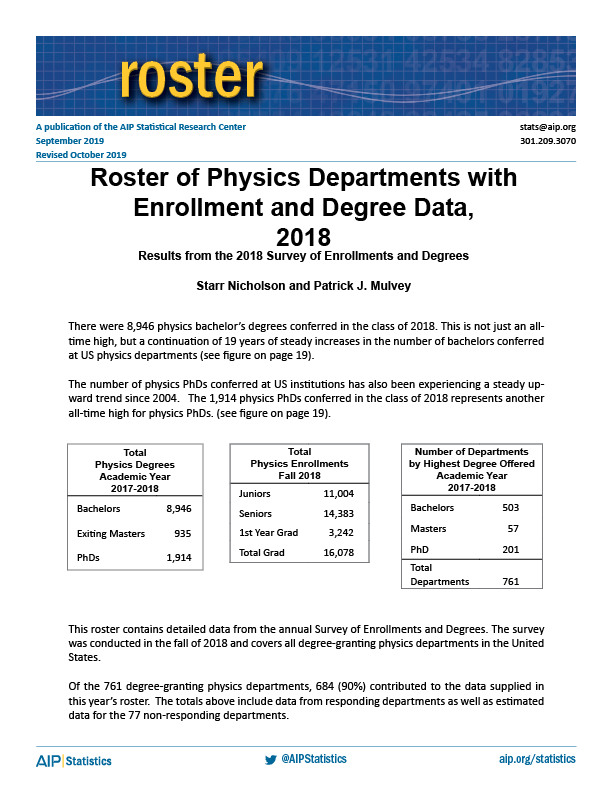 roster
A publication of the AIP Statistical Research Center
September 2019
Revised October 2019
stats@aip.org
301.209.3070
Roster of Physics Departments with
Enrollment and Degree Data,
2018
Results from the 2018 Survey of Enrollments and Degrees
Starr Nicholson and Patrick J. Mulvey
There were 8,946 physics bachelor’s degrees conferred in the class of 2018. This is not just an all-
time high, but a continuation of 19 years of steady increases in the number of bachelors conferred
at US physics departments (see figure on page 19).
The number of physics PhDs conferred at US institutions has also been experiencing a steady up-
ward trend since 2004. The 1,914 physics PhDs conferred in the class of 2018 represents another
all-time high for physics PhDs. (see figure on page 19).
Total
Physics Degrees
Academic Year
2017-2018
Bachelors 8,946
Exiting Masters 935
PhDs 1,914
Total
Physics Enrollments
Fall 2018
Juniors 11,004
Seniors 14,383
1st Year Grad 3,242
Total Grad 16,078
Number of Departments
by Highest Degree Offered
Academic Year
2017-2018
Bachelors 503
Masters 57
PhD 201
Total
Departments 761
This roster contains detailed data from the annual Survey of Enrollments and Degrees. The survey
was conducted in the fall of 2018 and covers all degree-granting physics departments in the United
States.
Of the 761 degree-granting physics departments, 684 (90%) contributed to the data supplied in
this year’s roster. The totals above include data from responding departments as well as estimated
data for the 77 non-responding departments.
AIP Statistics
@AIPStatistics
aip.org/statistics